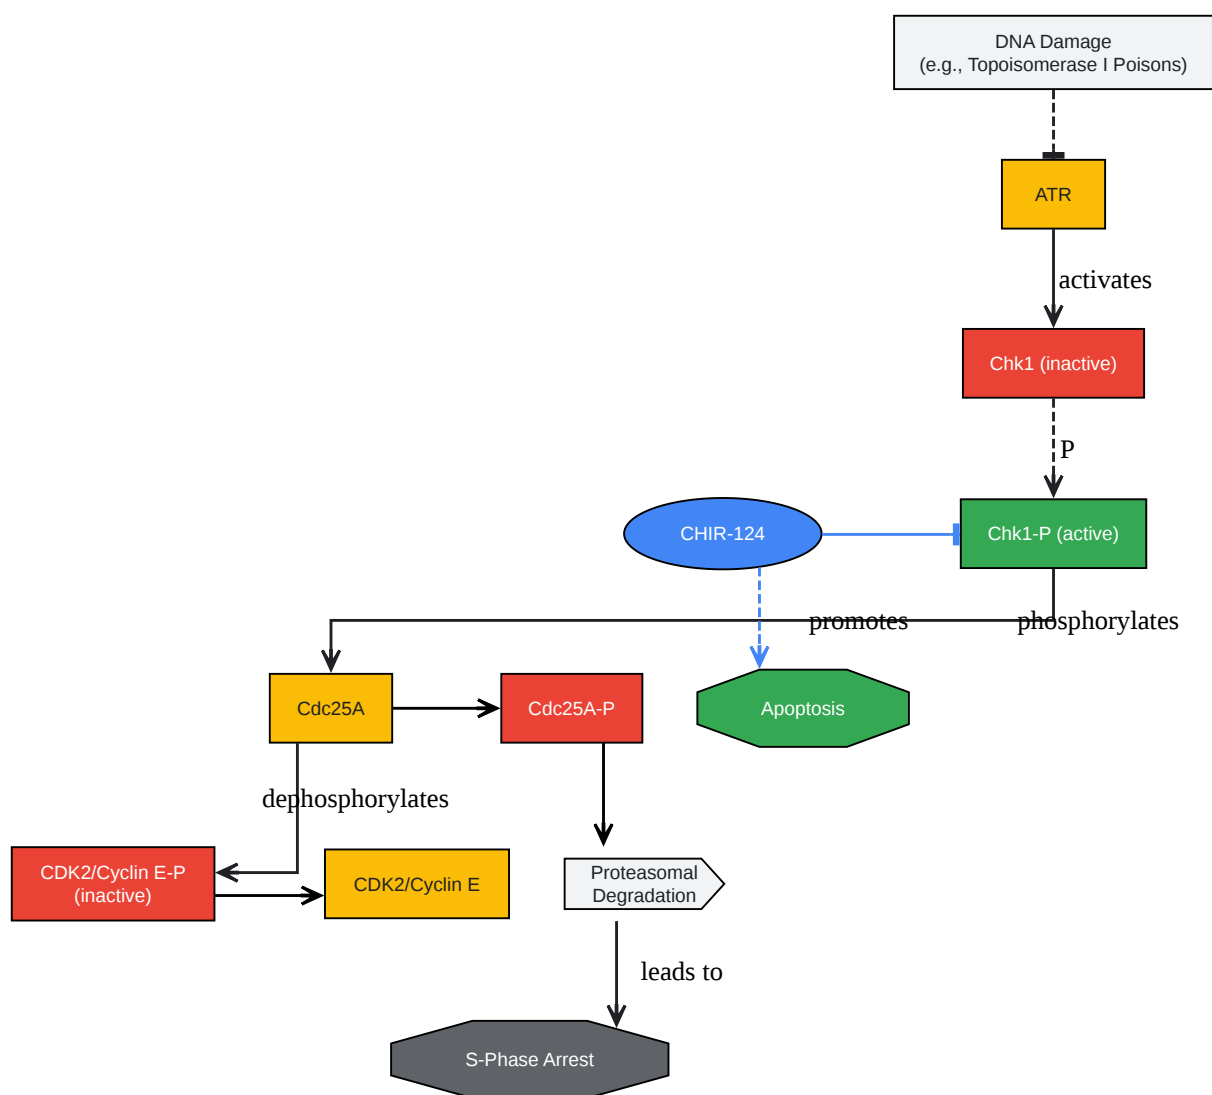 DNA Damage
(e.g., Topoisomerase I Poisons)
ATR
activates
Chk1 (inactive)
P
CHIR-124
Chk1-P (active)
promotes
phosphorylates
Cdc25A
Cdc25A-P
Apoptosis
dephosphorylates
CDK2/Cyclin E-P
(inactive)
CDK2/Cyclin E
Proteasomal
Degradation
leads to
S-Phase Arrest